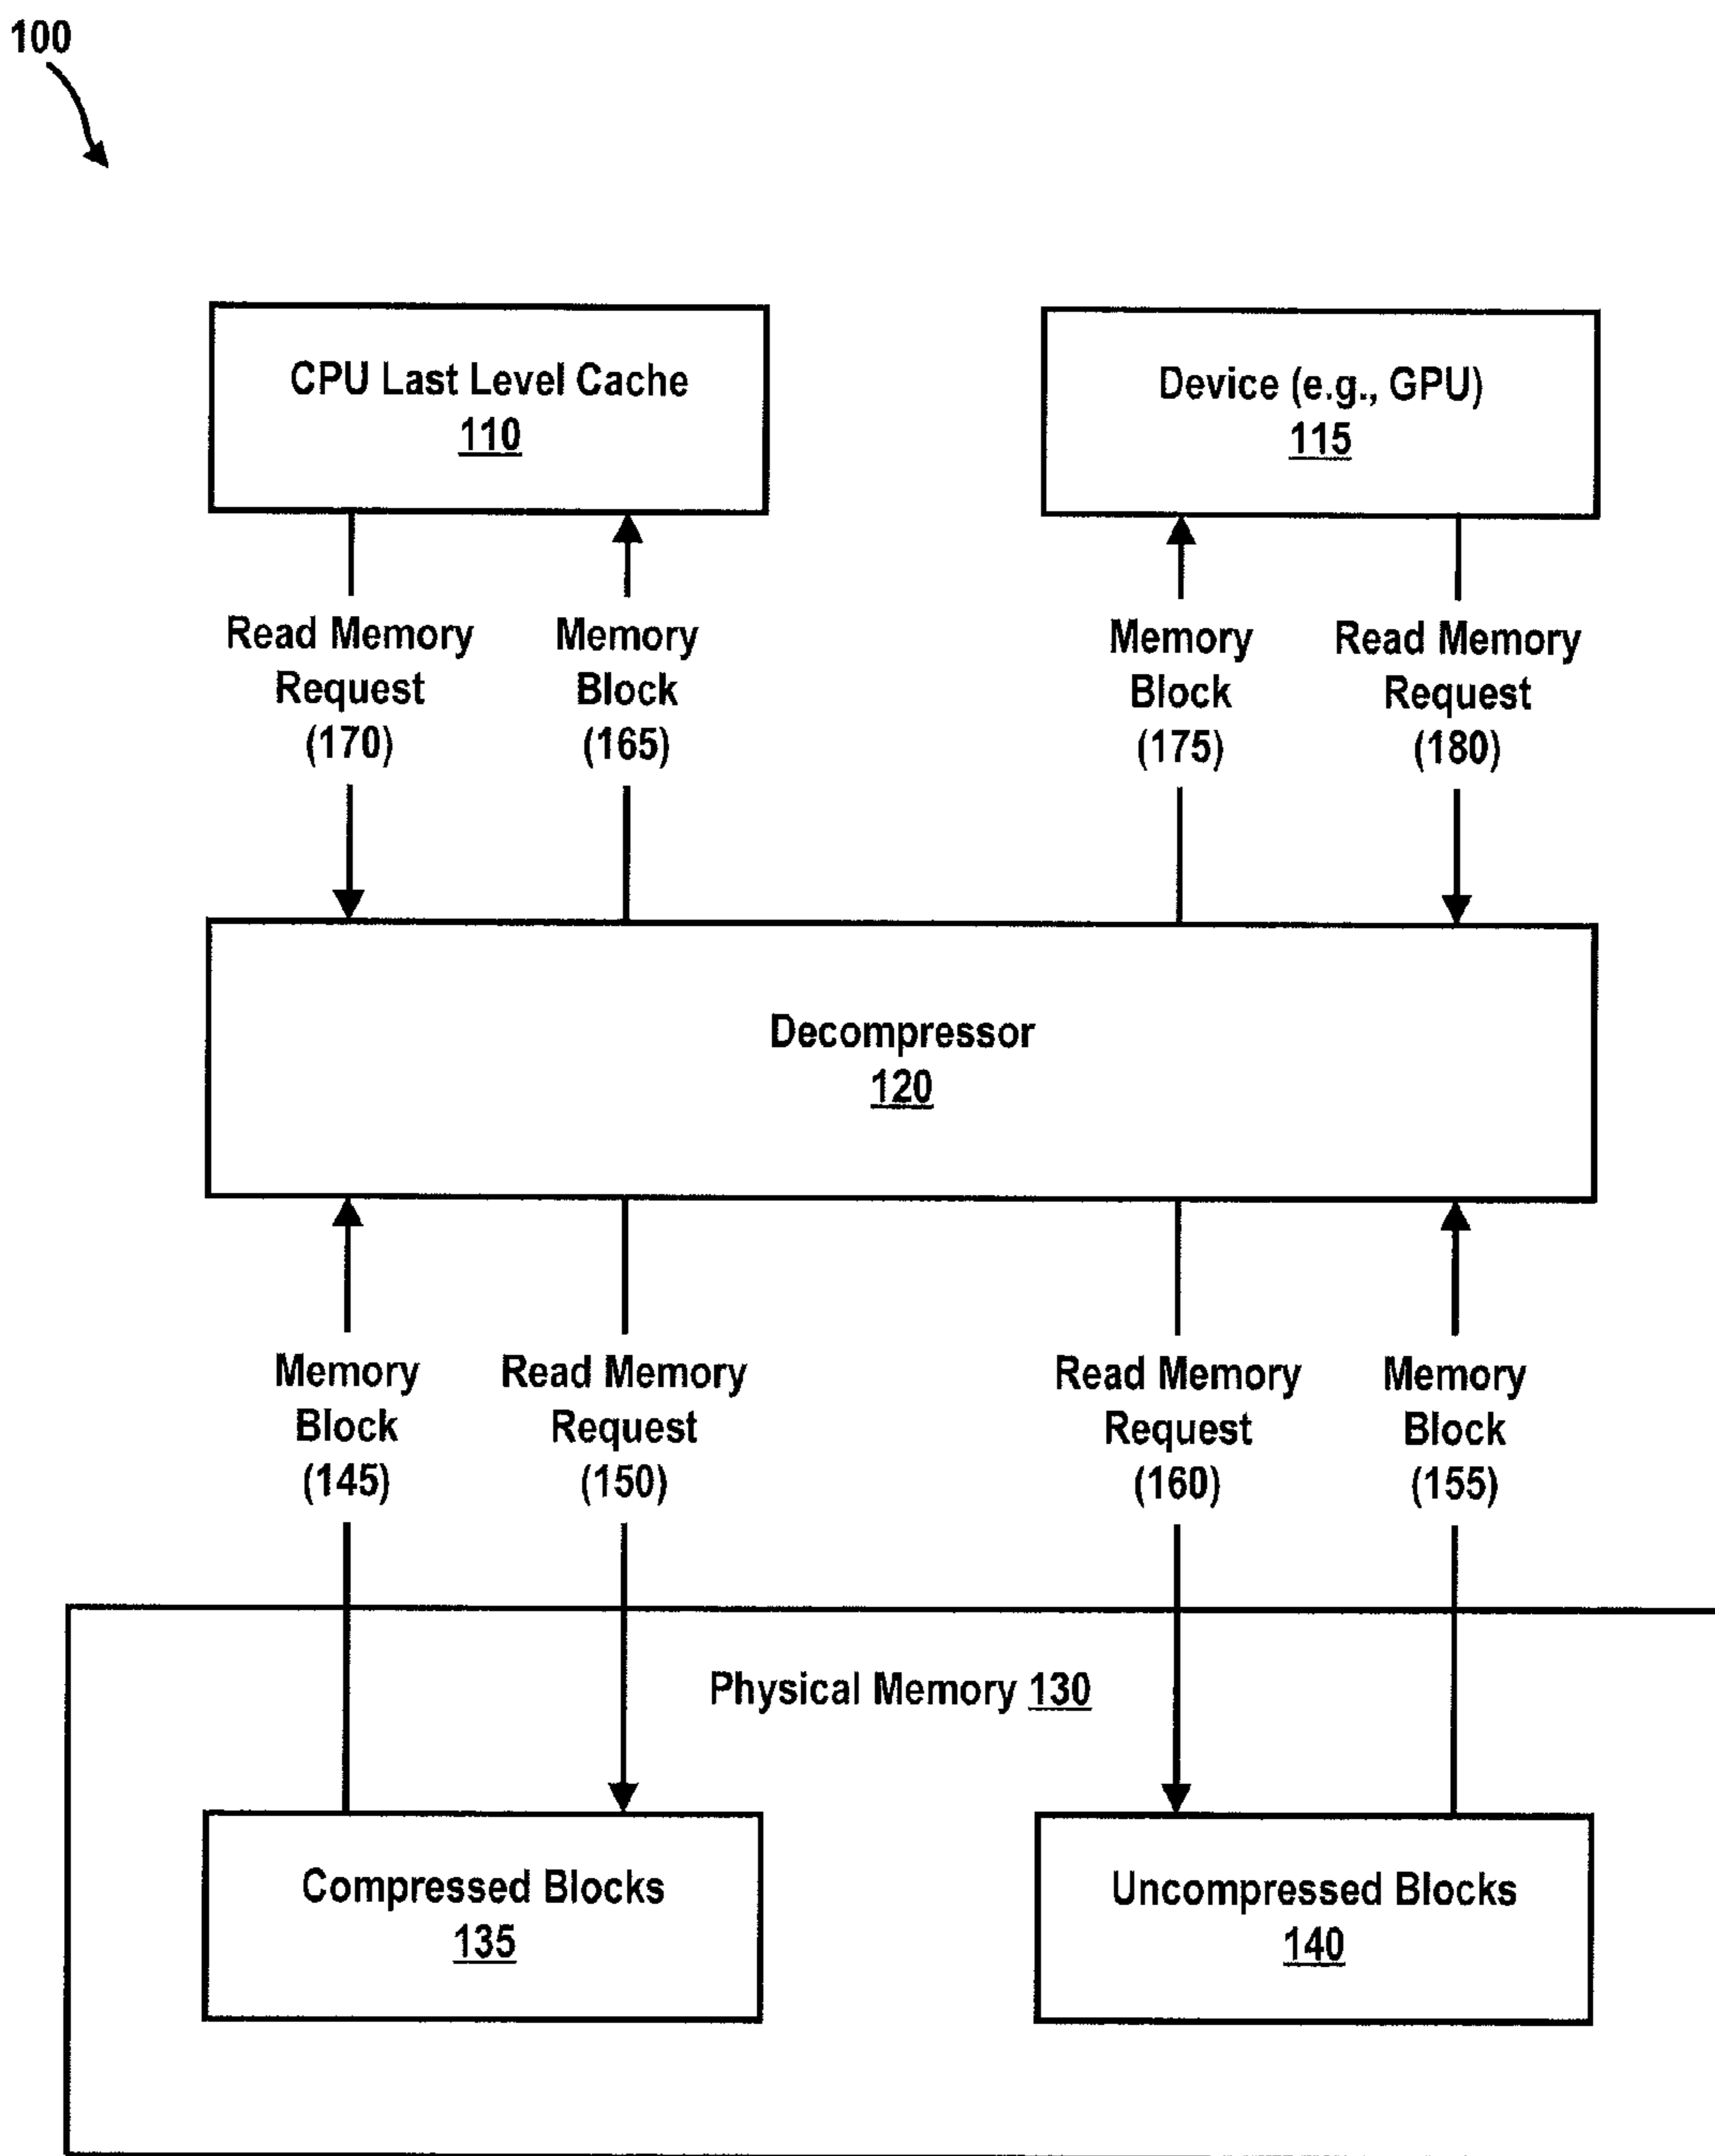 100
CPU Last Level Cache
110
Device (e.g., GPU)
115
Read Memory
Request
(170)
Memory
Block
(165)
Memory
Block
(175)
Read Memory
Request
(180)
Decompressor
120
Memory
Block
(145)
Read Memory
Request
(150)
Read Memory
Request
(160)
Memory
Block
(155)
Physical Memory 130
Compressed Blocks
135
Uncompressed Blocks
140